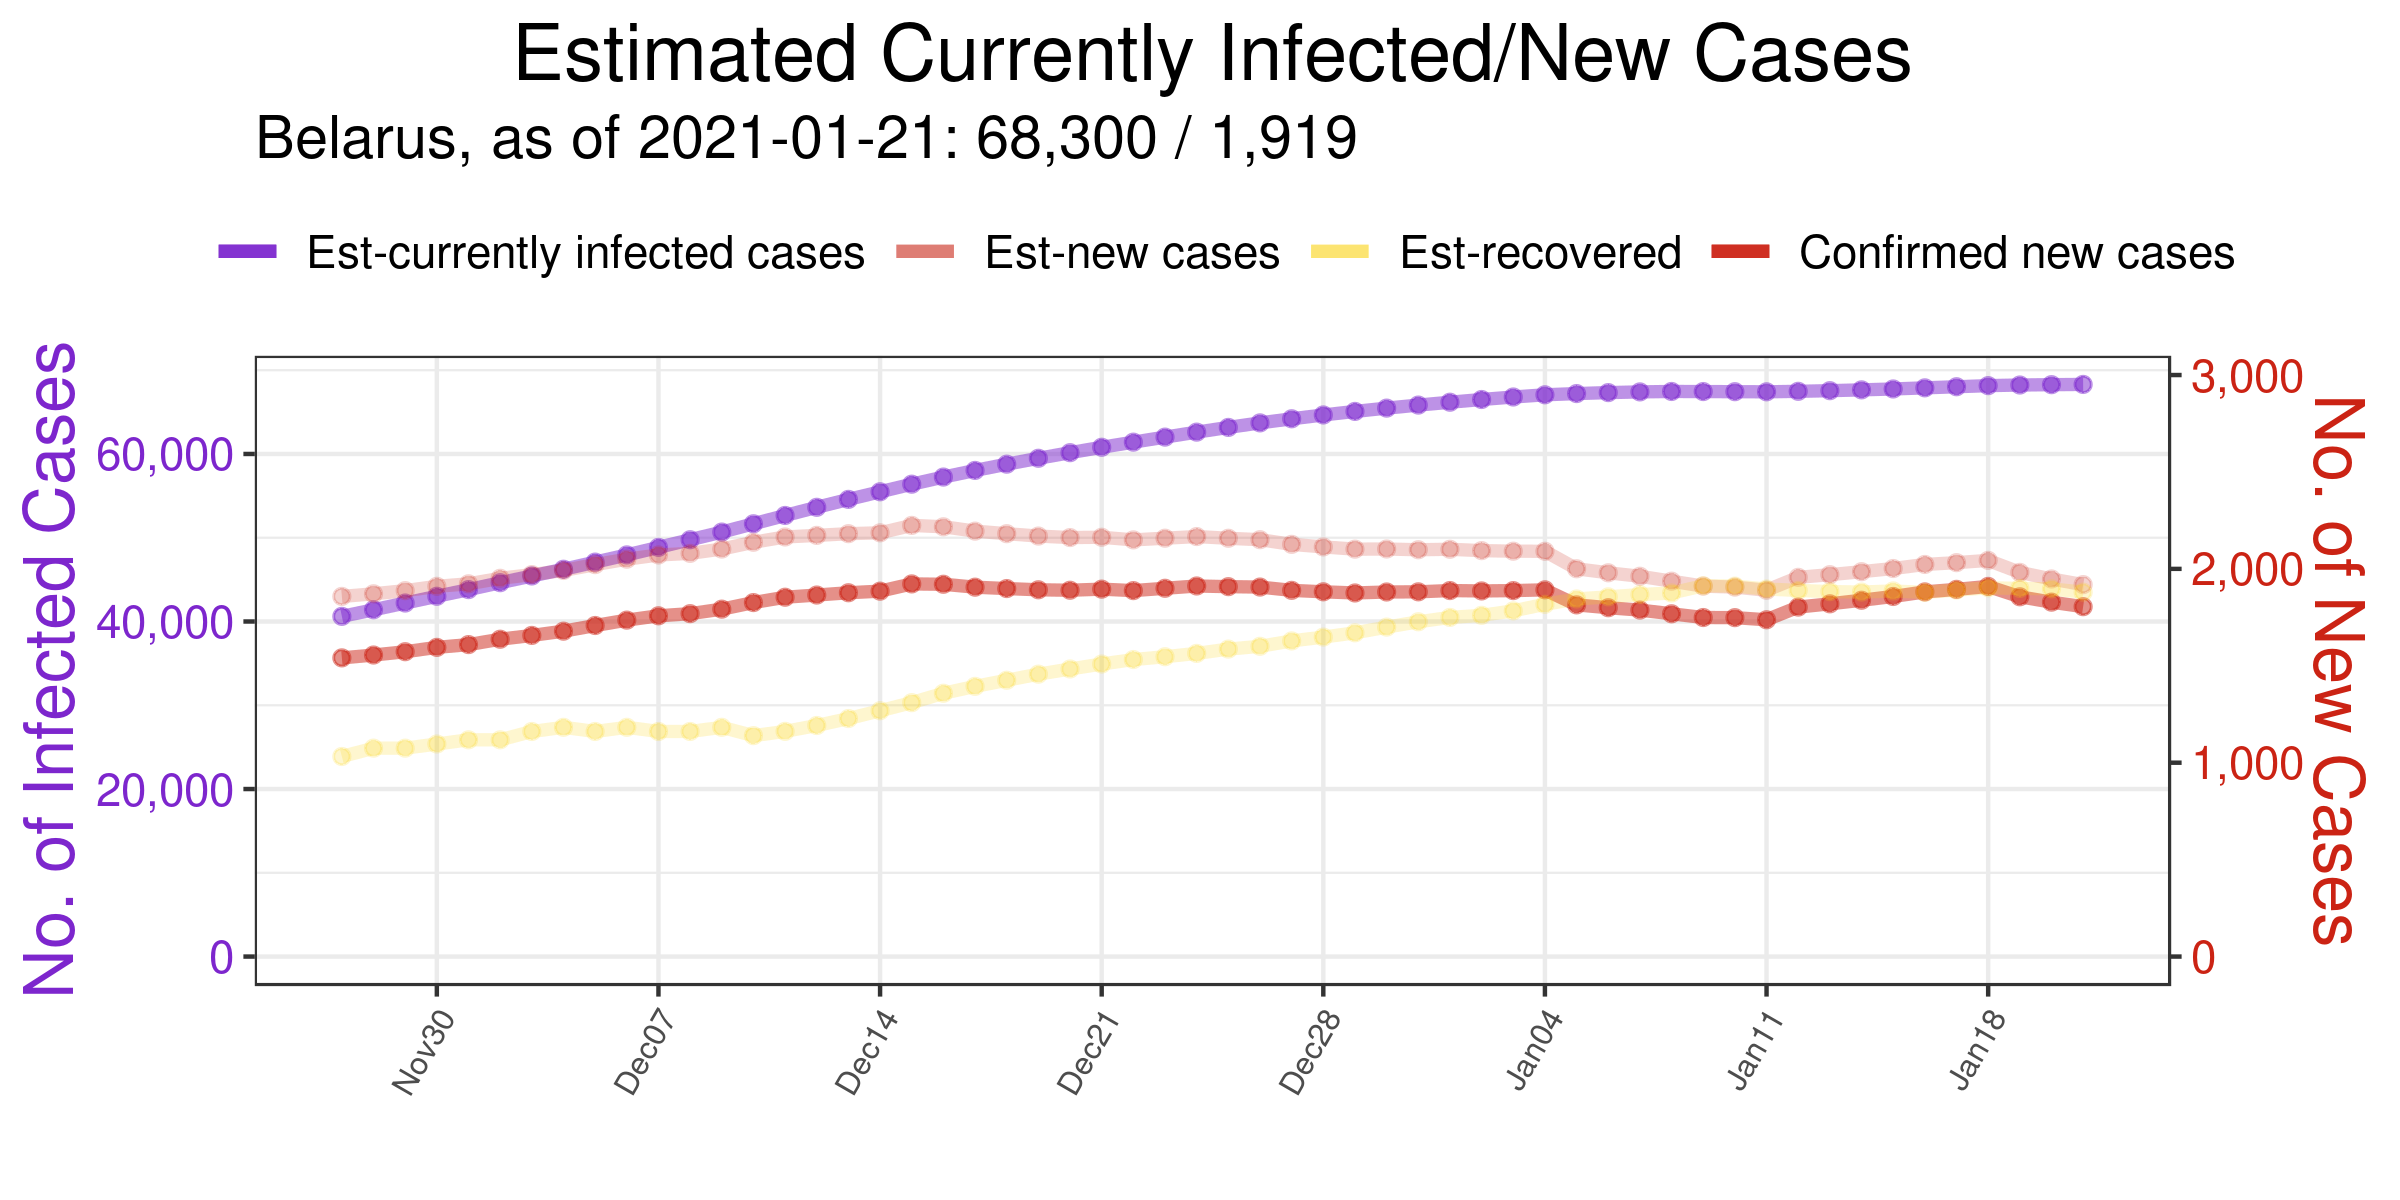 Estimated Currently Infected/New Cases
Belarus, as of 2021-01-21: 68,300 / 1,919
Est-currently infected cases Est-new cases Est-recovered Confirmed new cases
No. of Infected Cases
60,000
40,000
20,000
0
3,000
2,000
1,000
0
No. of New Cases
Nov30 Dec07 Dec14 Dec21 Dec28 Jan04 Jan11 Jan18